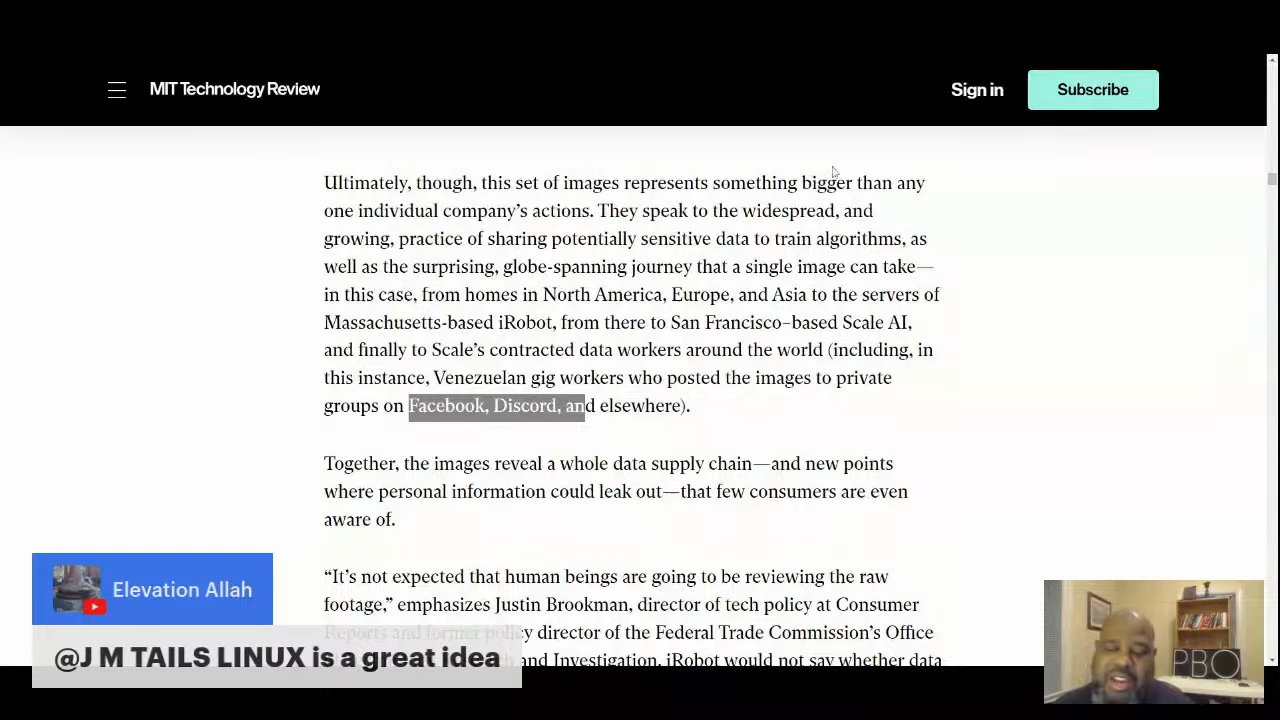 MIT Technology Review
Sign in
Subscribe
Ultimately, though, this set of images represents something bigger than any
one individual company’s actions. They speak to the widespread, and
growing, practice of sharing potentially sensitive data to train algorithms, as
well as the surprising, globe-spanning journey that a single image can take—
in this case, from homes in North America, Europe, and Asia to the servers of
Massachusetts-based iRobot, from there to San Francisco–based Scale AI,
and finally to Scale’s contracted data workers around the world (including, in
this instance, Venezuelan gig workers who posted the images to private
groups on Facebook, Discord, and elsewhere).
Together, the images reveal a whole data supply chain—and new points
where personal information could leak out—that few consumers are even
aware of.
“It’s not expected that human beings are going to be reviewing the raw
footage,” emphasizes Justin Brookman, director of tech policy at Consumer
Reports and former policy director of the Federal Trade Commission’s Office
and Investigation. iRobot would not say whether data
Elevation Allah
@J M TAILS LINUX is a great idea
PBO